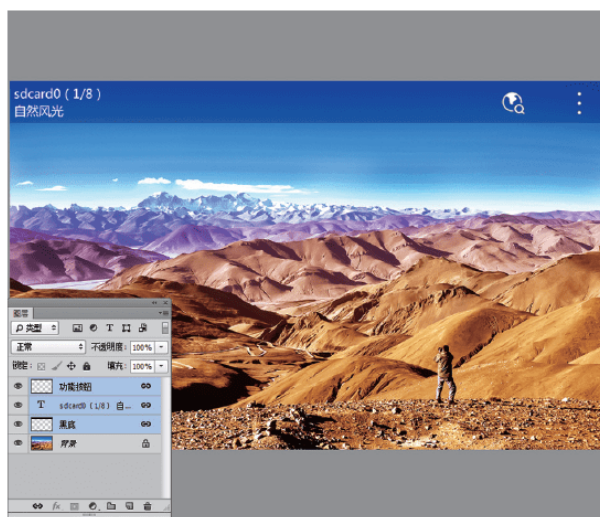 sdcard0 ( 1/8 )
自然风光
图层
类型
正常 不透明度： 100%
锁定： 填充： 100%
功能按钮
T sdcard0 (1/8) 自...
黑底
背景
fx